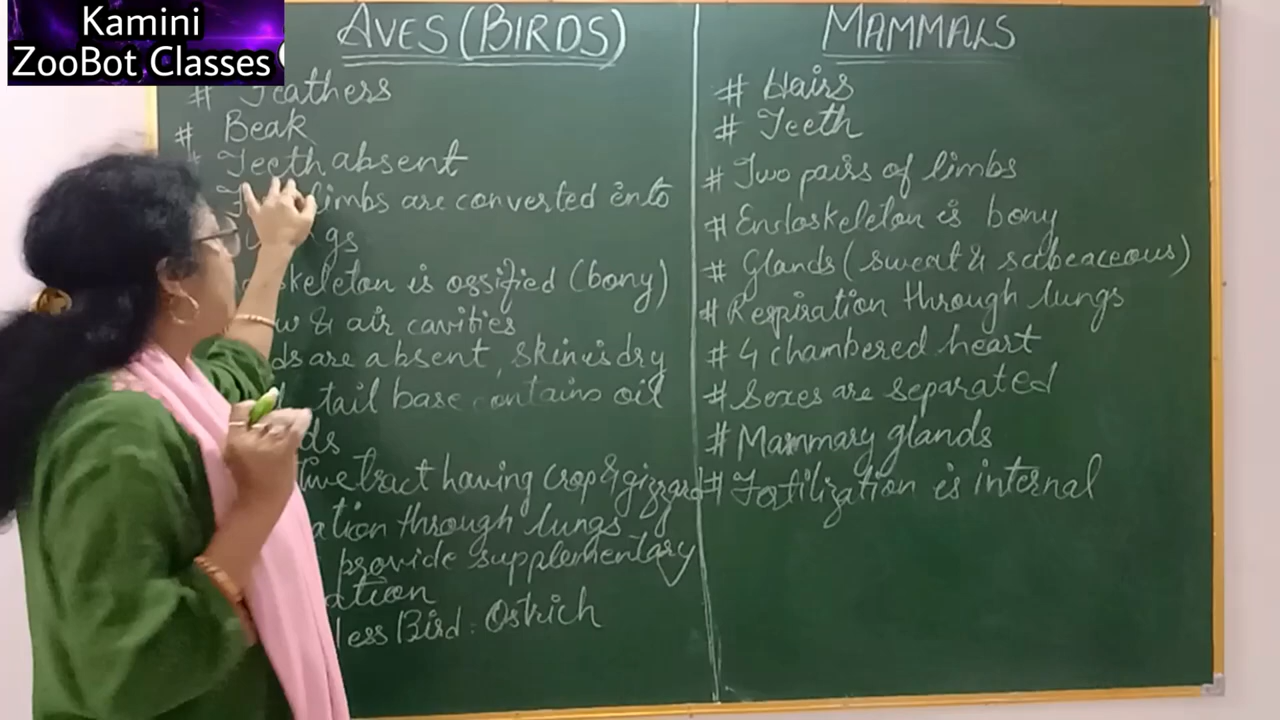 Kamini
ZooBot Classes
AVES (BIRDS)
# Feathers
# Beak
# Teeth absent
limbs are converted into
gs
skeleton is ossified (bony)
w & air cavities
ds are absent, skin is dry
tail base contains oil
ds
tive tract having crop & gizzard
ation through lungs
provide supplementary
ation
less Bird: Ostrich
MAMMALS
# Hairs
# Teeth
# Two pairs of limbs
# Endoskeleton is bony
# Glands (sweat & sebeaceous)
# Respiration through lungs
# 4 chambered heart
# Sexes are separated
# Mammary glands
# Fertilization is internal